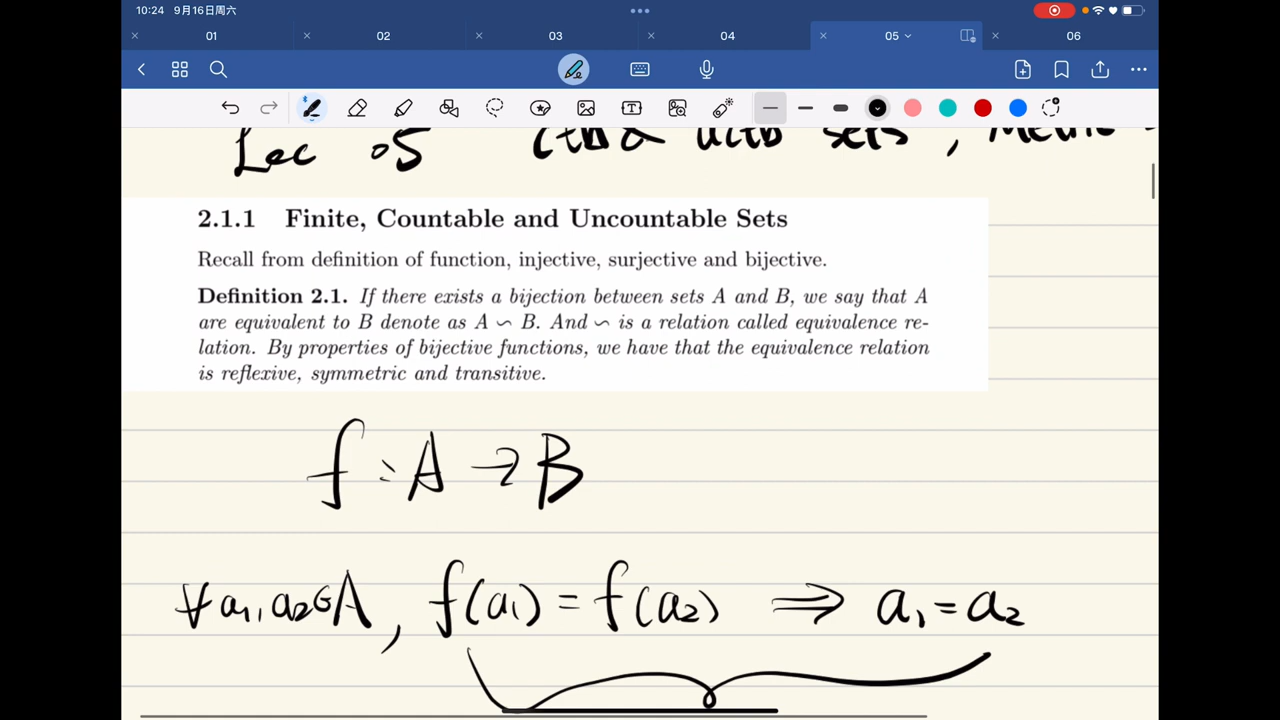 10:24 9月16日周六
01 02 03 04 05 06
Lec 05 Ctb & Uctb sets,
2.1.1 Finite, Countable and Uncountable Sets
Recall from definition of function, injective, surjective and bijective.
Definition 2.1. If there exists a bijection between sets A and B, we say that A
are equivalent to B denote as A ∽ B. And ∽ is a relation called equivalence re-
lation. By properties of bijective functions, we have that the equivalence relation
is reflexive, symmetric and transitive.
f : A → B
∀ a₁, a₂ ∈ A, f(a₁) = f(a₂) ⟹ a₁ = a₂